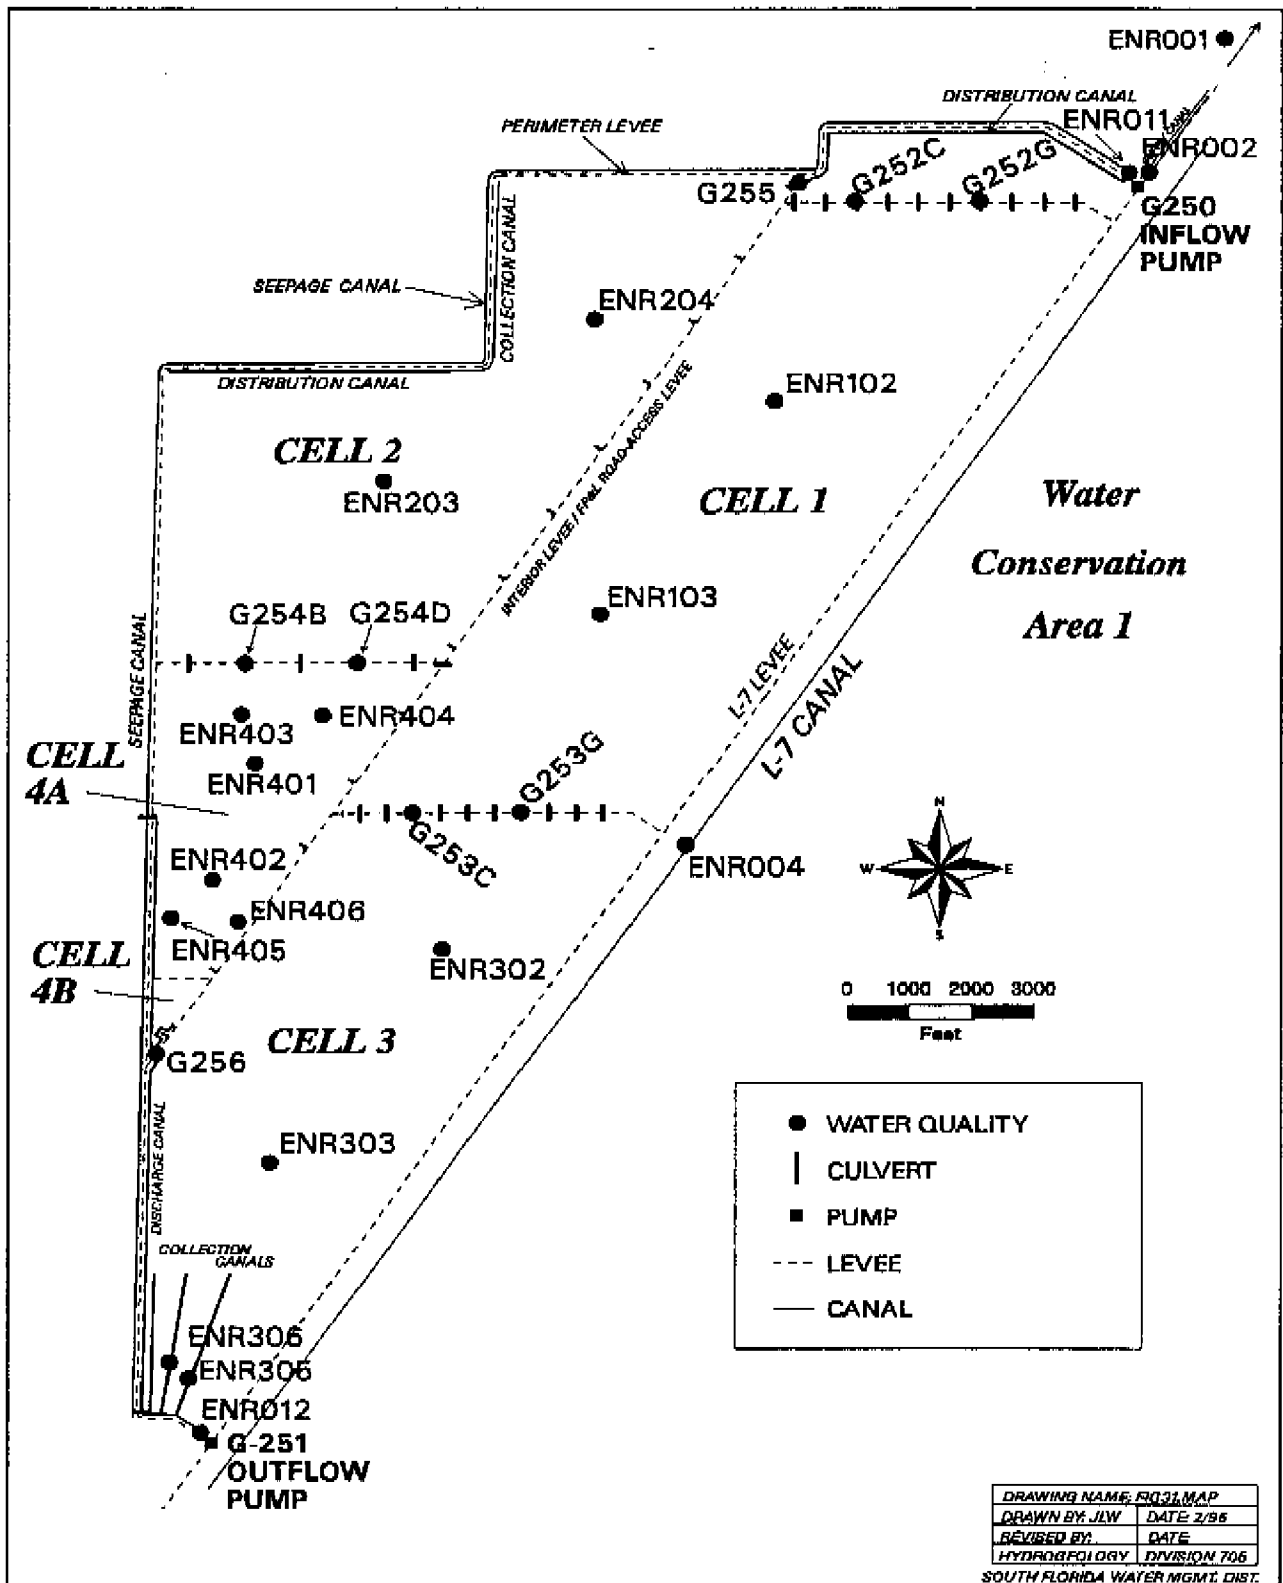 ENR001
DISTRIBUTION CANAL
ENR011
CANAL
PERIMETER LEVEE
ENR002
G252C
G252G
G255
G250
INFLOW
PUMP
COLLECTION CANAL
SEEPAGE CANAL
ENR204
DISTRIBUTION CANAL
ENR102
INTERIOR LEVEE / FP&L ROAD-ACCESS LEVEE
CELL 2
ENR203
CELL 1
Water
Conservation
Area 1
G254B
G254D
ENR103
SEEPAGE CANAL
L-7 LEVEE
L-7 CANAL
ENR403
ENR404
CELL
4A
ENR401
G253G
G253C
ENR402
ENR004
N
W
E
S
ENR406
ENR405
CELL
4B
ENR302
0 1000 2000 3000
Feet
CELL 3
G256
DISCHARGE CANAL
ENR303
WATER QUALITY
CULVERT
PUMP
LEVEE
CANAL
COLLECTION
CANALS
ENR306
ENR305
ENR012
G-251
OUTFLOW
PUMP
DRAWING NAME:
DRAWN BY: JLW DATE: 2/96
REVISED BY: DATE:
HYDROGEOLOGY DIVISION 705
SOUTH FLORIDA WATER MGMT. DIST.